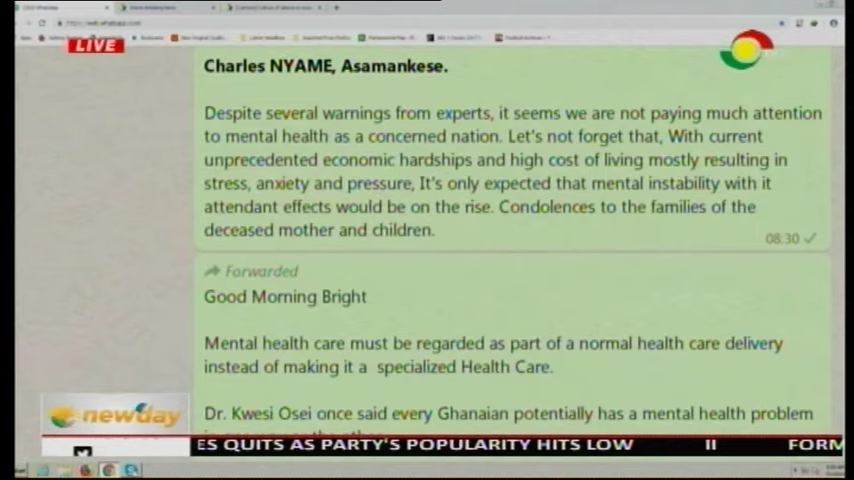 LIVE
Charles NYAME, Asamankese.
Despite several warnings from experts, it seems we are not paying much attention
to mental health as a concerned nation. Let's not forget that, With current
unprecedented economic hardships and high cost of living mostly resulting in
stress, anxiety and pressure, It's only expected that mental instability with it
attendant effects would be on the rise. Condolences to the families of the
deceased mother and children.
08:30
Forwarded
Good Morning Bright
Mental health care must be regarded as part of a normal health care delivery
instead of making it a specialized Health Care.
Dr. Kwesi Osei once said every Ghanaian potentially has a mental health problem
newday
ES QUITS AS PARTY'S POPULARITY HITS LOW II FORM